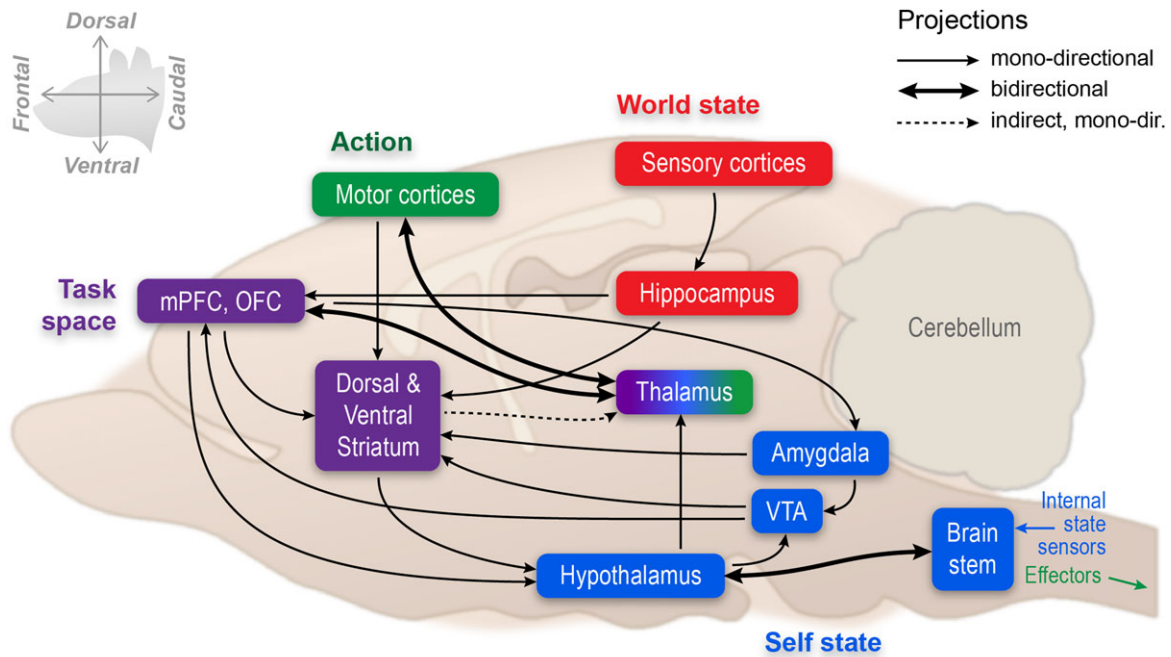 Dorsal
Frontal
Caudal
Ventral
Projections
mono-directional
bidirectional
indirect, mono-dir.
World state
Action
Sensory cortices
Motor cortices
Task
space
mPFC, OFC
Hippocampus
Cerebellum
Dorsal &
Ventral
Striatum
Thalamus
Amygdala
VTA
Hypothalamus
Brain
stem
Internal
state
sensors
Effectors
Self state